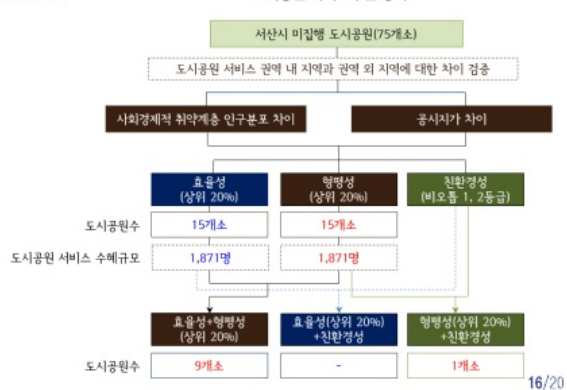 서산시 미집행 도시공원(75개소)
도시공원 서비스 권역 내 지역과 권역 외 지역에 대한 차이 검증
사회경제적 취약계층 인구분포 차이
공시지가 차이
효율성
(상위 20%)
형평성
(상위 20%)
친환경성
(비오톱 1, 2등급)
도시공원수
15개소
15개소
도시공원 서비스 수혜규모
1,871명
1,871명
효율성+형평성
(상위 20%)
효율성(상위 20%)
+친환경성
형평성(상위 20%)
+친환경성
도시공원수
9개소
-
1개소
16/20